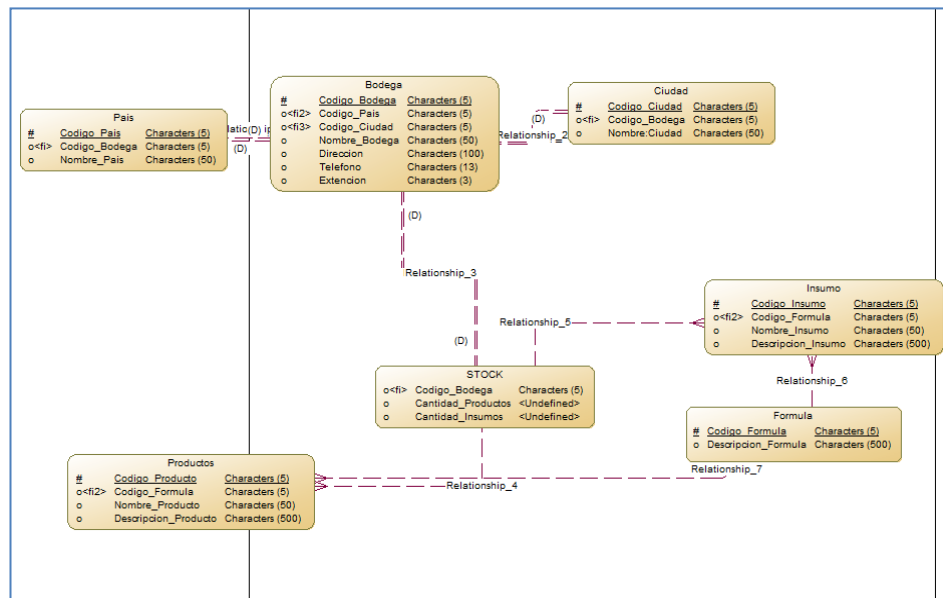 Bodega
# Codigo_Bodega Characters (5)
o<fi2> Codigo_Pais Characters (5)
o<fi3> Codigo_Ciudad Characters (5)
o Nombre_Bodega Characters (50)
o Direccion Characters (100)
o Telefono Characters (13)
o Extencion Characters (3)
Ciudad
# Codigo_Ciudad Characters (5)
o<fi> Codigo_Bodega Characters (5)
o Nombre:Ciudad Characters (50)
Pais
# Codigo_Pais Characters (5)
o<fi> Codigo_Bodega Characters (5)
o Nombre_Pais Characters (50)
(D)
(D)
(D)
Relationship_2
(D)
Relationship_3
(D)
Insumo
# Codigo_Insumo Characters (5)
o<fi2> Codigo_Formula Characters (5)
o Nombre_Insumo Characters (50)
o Descripcion_Insumo Characters (500)
Relationship_5
STOCK
o<fi> Codigo_Bodega Characters (5)
o Cantidad_Productos <Undefined>
o Cantidad_Insumos <Undefined>
Relationship_6
Formula
# Codigo_Formula Characters (5)
o Descripcion_Formula Characters (500)
Relationship_7
Productos
# Codigo_Producto Characters (5)
o<fi2> Codigo_Formula Characters (5)
o Nombre_Producto Characters (50)
o Descripcion_Producto Characters (500)
Relationship_4